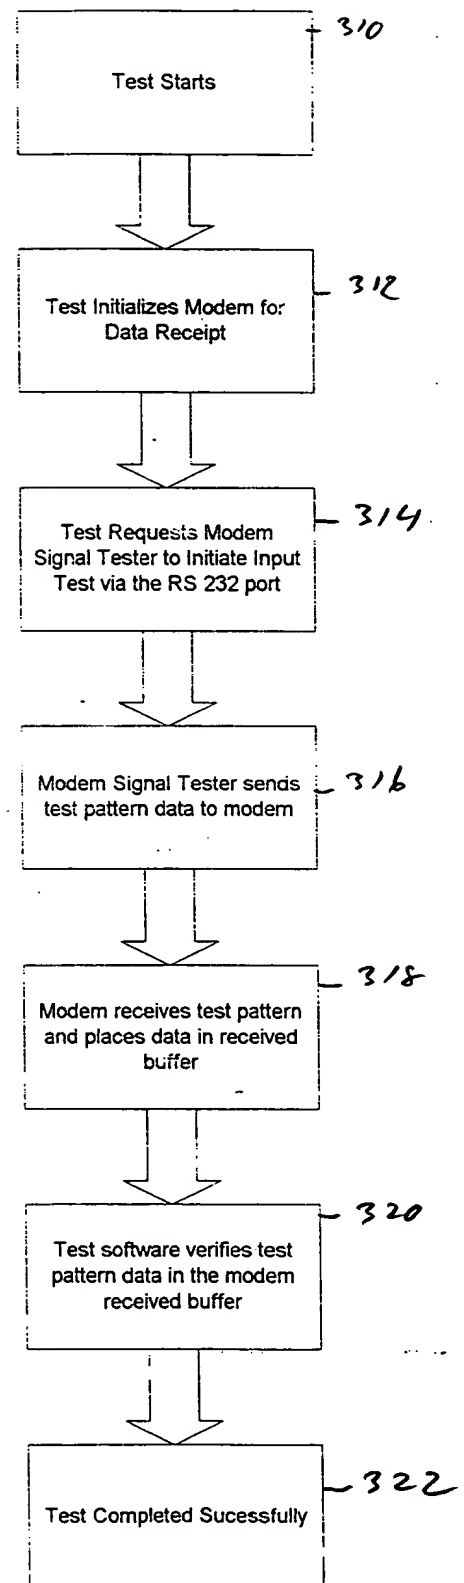 310
Test Starts
312
Test Initializes Modem for
Data Receipt
314
Test Requests Modem
Signal Tester to Initiate Input
Test via the RS 232 port
316
Modem Signal Tester sends
test pattern data to modem
318
Modem receives test pattern
and places data in received
buffer
320
Test software verifies test
pattern data in the modem
received buffer
322
Test Completed Sucessfully